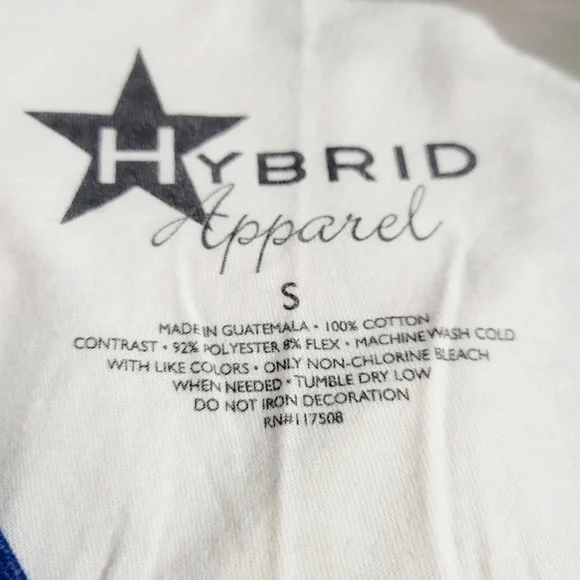 HYBRID
Apparel
S
MADE IN GUATEMALA • 100% COTTON
CONTRAST • 92% POLYESTER 8% FLEX • MACHINE WASH COLD
WITH LIKE COLORS • ONLY NON-CHLORINE BLEACH
WHEN NEEDED • TUMBLE DRY LOW
DO NOT IRON DECORATION
RN#117508